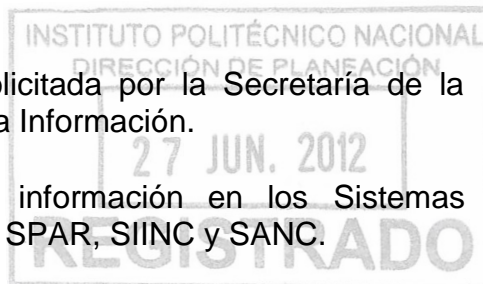 INSTITUTO POLITÉCNICO NACIONAL
DIRECCIÓN DE PLANEACIÓN
licitada por la Secretaría de la
a Información.
27 JUN. 2012
información en los Sistemas
SPAR, SIINC y SANC.
REGISTRADO